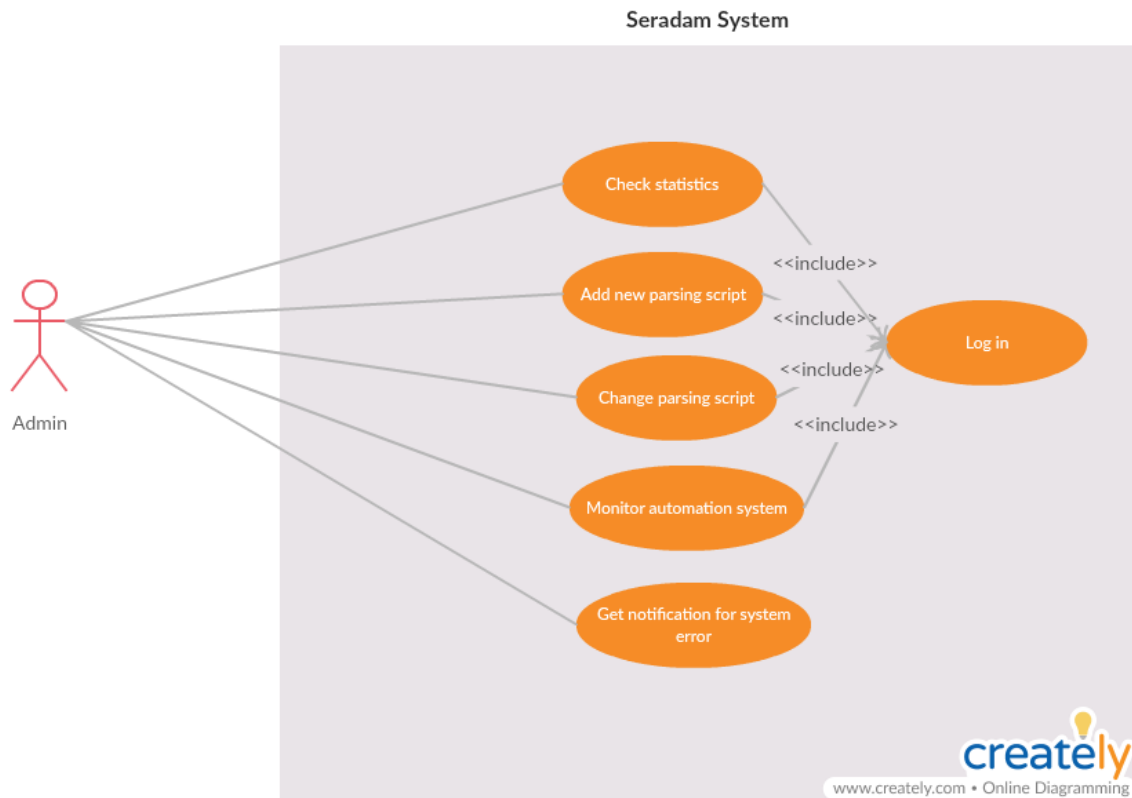 Seradam System
Check statistics
<<include>>
Add new parsing script
<<include>>
Log in
Change parsing script
<<include>>
Admin
<<include>>
Monitor automation system
Get notification for system
error
creately
www.creately.com • Online Diagramming